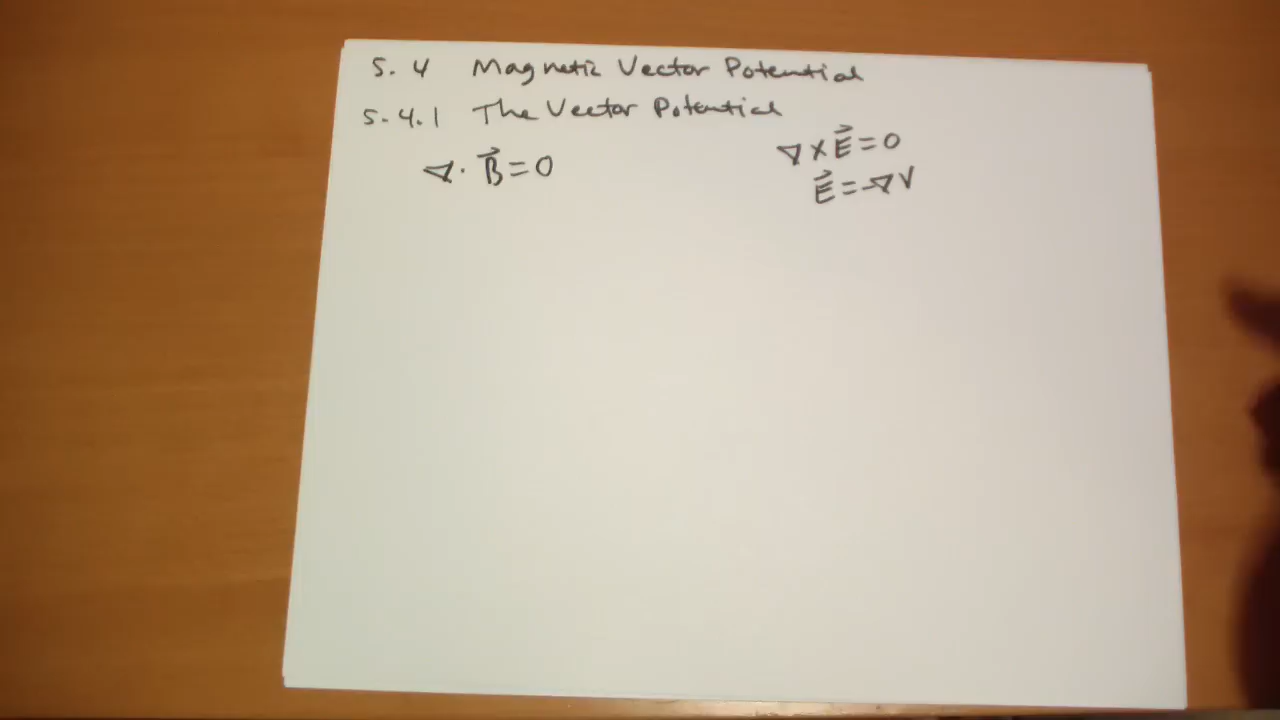 5.4 Magnetic Vector Potential
5.4.1 The Vector Potential
∇ · B⃗ = 0
∇ × E⃗ = 0
E⃗ = -∇V